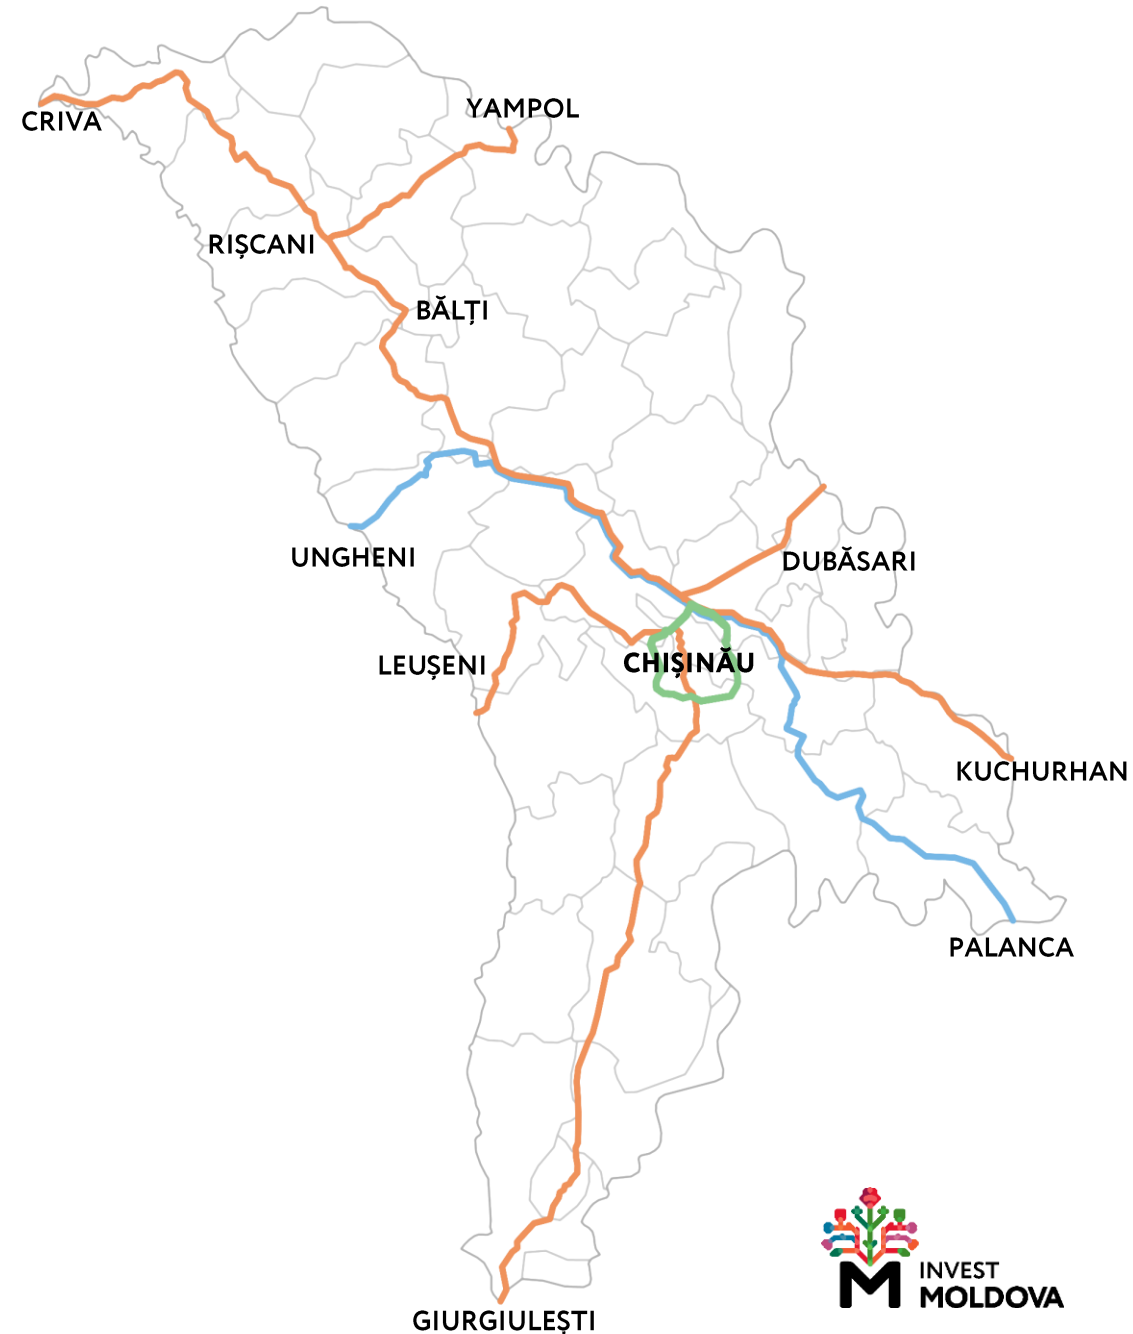 YAMPOL
CRIVA
RIȘCANI
BĂLȚI
UNGHENI
DUBĂSARI
LEUȘENI
CHIȘINĂU
KUCHURHAN
PALANCA
INVEST
MOLDOVA
GIURGIULEȘTI